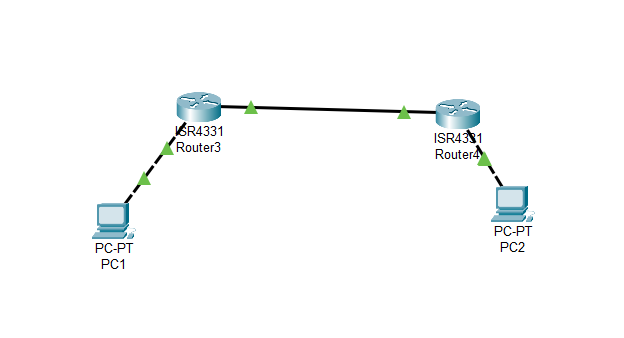 ISR4331
Router3
ISR4331
Router4
PC-PT
PC1
PC-PT
PC2